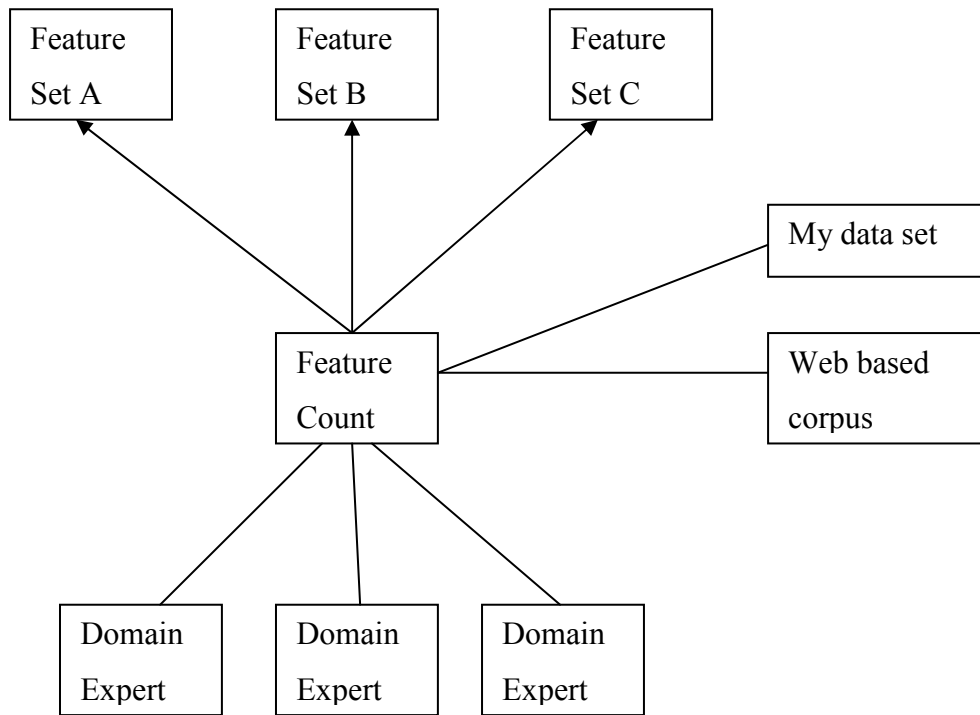 Feature
Set A
Feature
Set B
Feature
Set C
My data set
Web based
corpus
Feature
Count
Domain
Expert
Domain
Expert
Domain
Expert